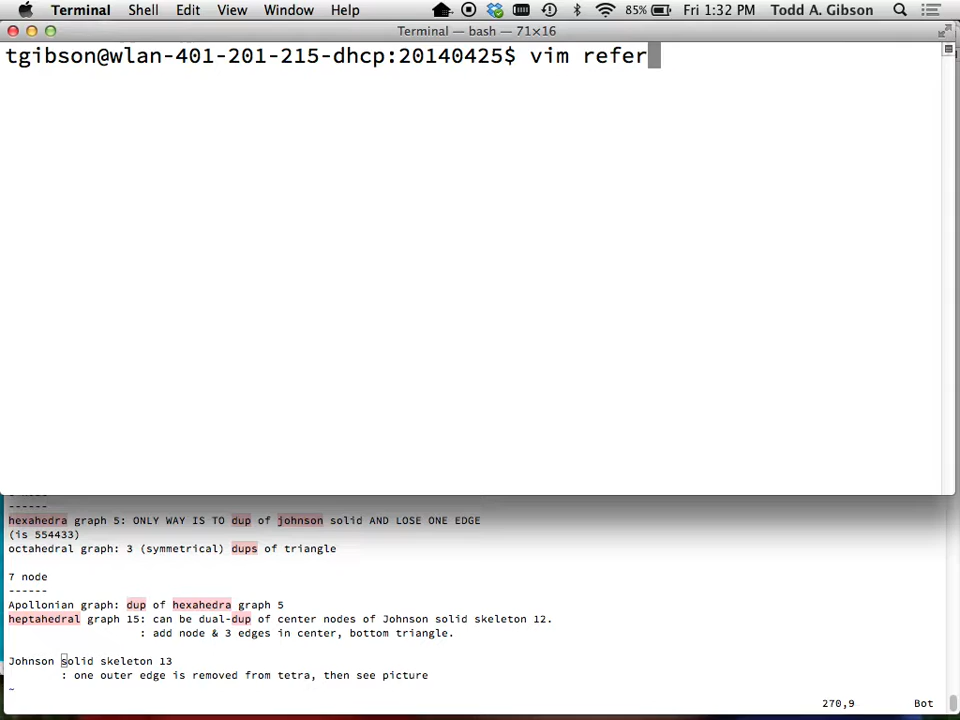 Terminal Shell Edit View Window Help 85% Fri 1:32 PM Todd A. Gibson
Terminal — bash — 71×16
tgibson@wlan-401-201-215-dhcp:20140425$ vim refer
------
hexahedra graph 5: ONLY WAY IS TO dup of johnson solid AND LOSE ONE EDGE
(is 554433)
octahedral graph: 3 (symmetrical) dups of triangle
7 node
------
Apollonian graph: dup of hexahedra graph 5
heptahedral graph 15: can be dual-dup of center nodes of Johnson solid skeleton 12.
: add node & 3 edges in center, bottom triangle.
Johnson solid skeleton 13
: one outer edge is removed from tetra, then see picture
~
270,9 Bot